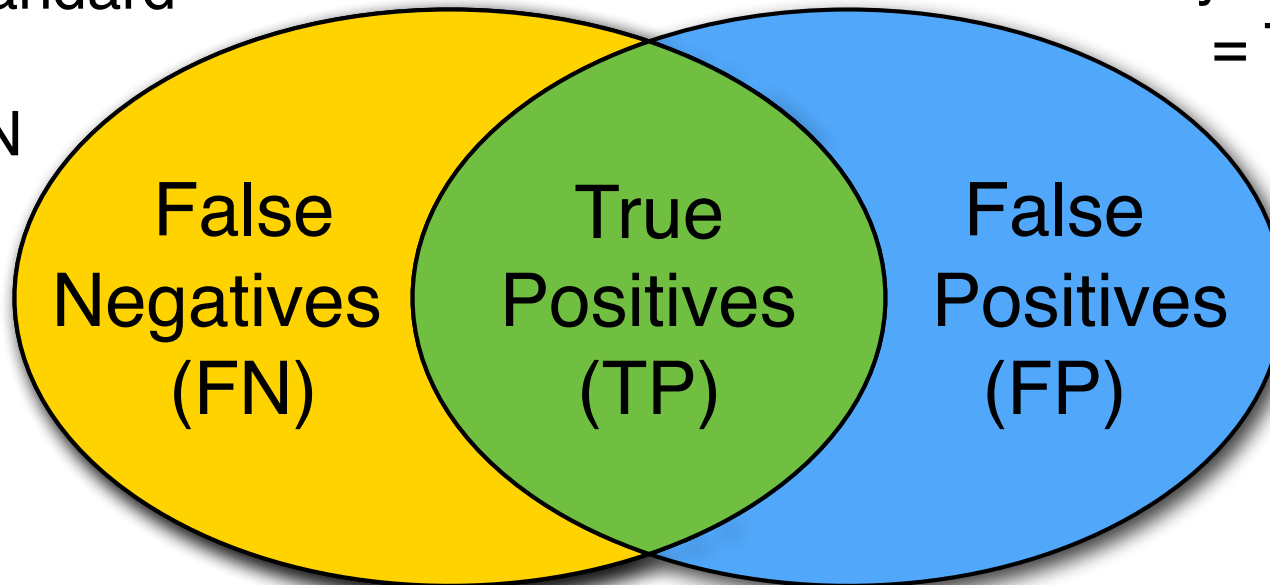 False
Negatives
(FN)
True
Positives
(TP)
False
Positives
(FP)